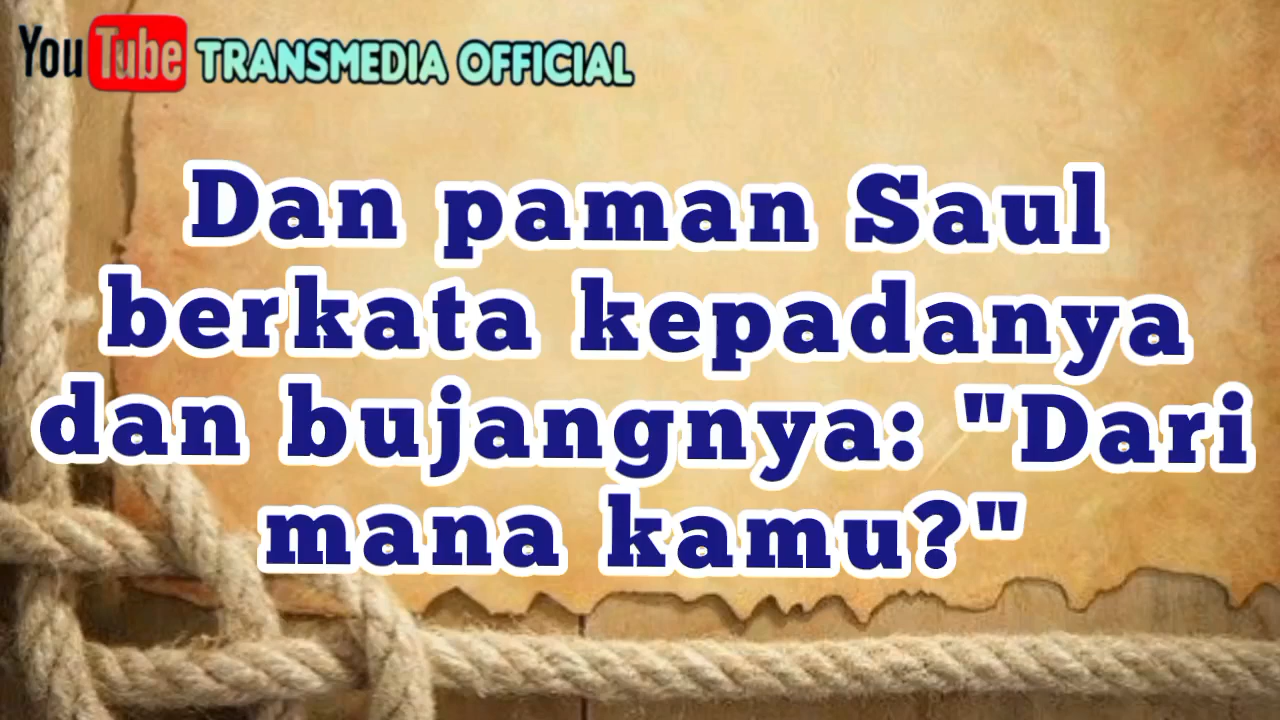 YouTube TRANSMEDIA OFFICIAL
Dan paman Saul
berkata kepadanya
dan bujangnya: "Dari
mana kamu?"